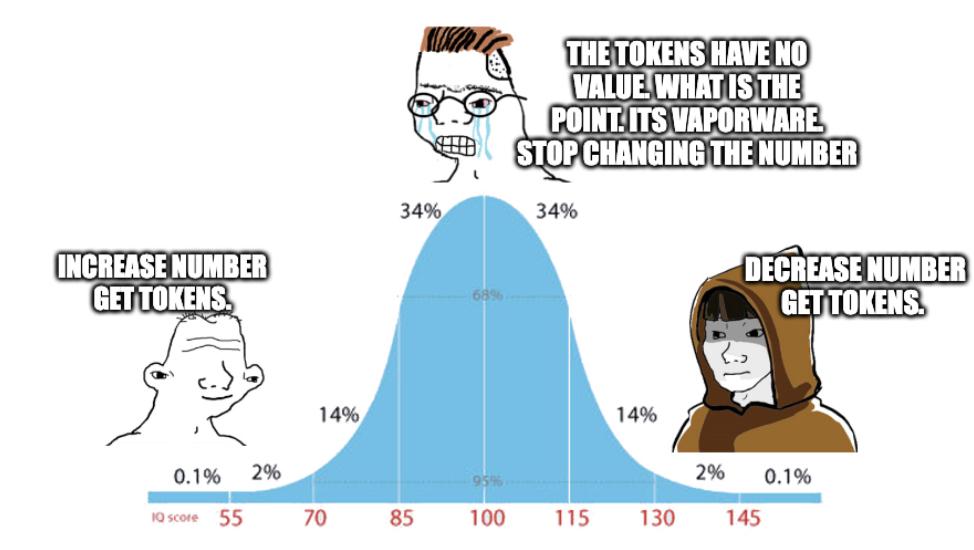 THE TOKENS HAVE NO
VALUE. WHAT IS THE
POINT. ITS VAPORWARE.
STOP CHANGING THE NUMBER
34%
34%
INCREASE NUMBER
GET TOKENS.
DECREASE NUMBER
GET TOKENS.
68%
14%
14%
0.1%
2%
95%
2%
0.1%
IQ score 55 70 85 100 115 130 145